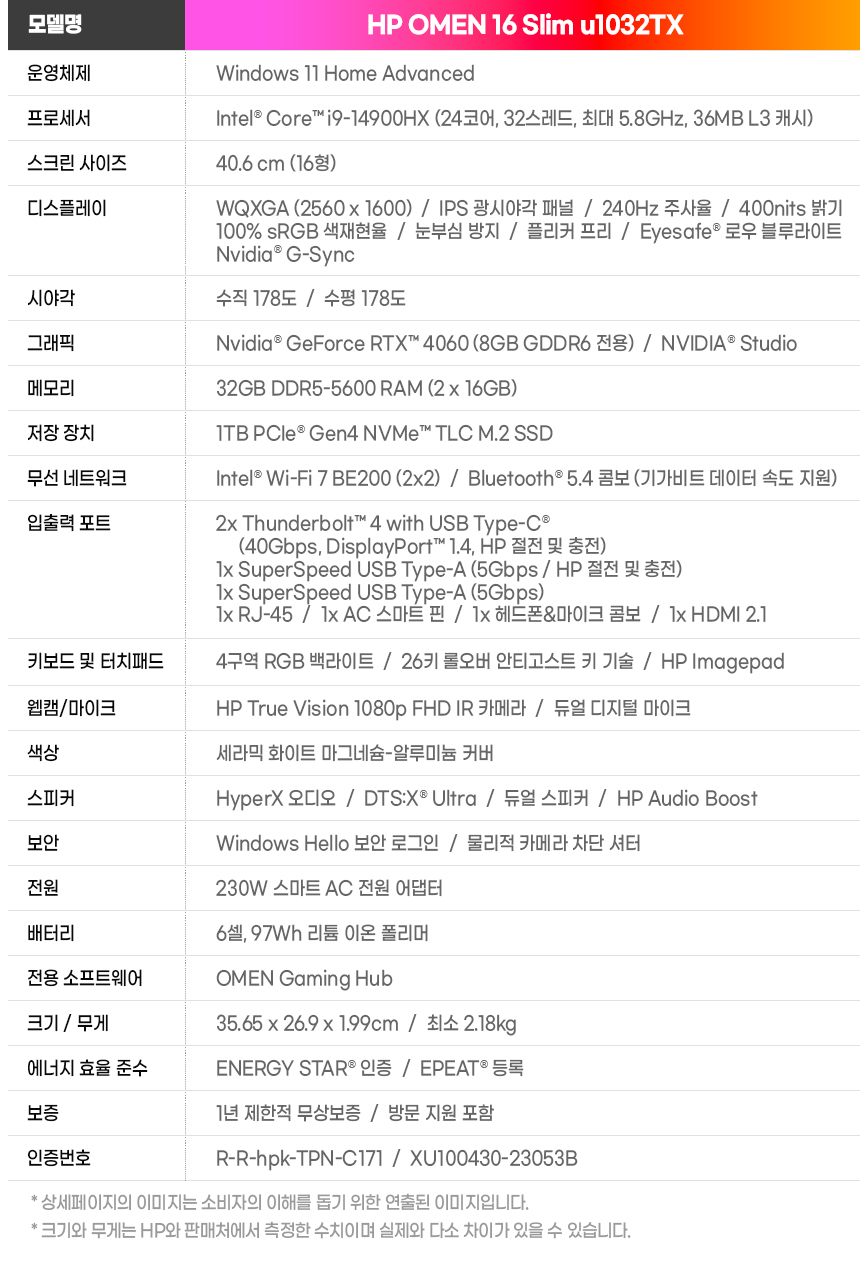 모델명 HP OMEN 16 Slim u1032TX
운영체제 Windows 11 Home Advanced
프로세서 Intel® Core™ i9-14900HX (24코어, 32스레드, 최대 5.8GHz, 36MB L3 캐시)
스크린 사이즈 40.6 cm (16형)
디스플레이 WQXGA (2560 x 1600) / IPS 광시야각 패널 / 240Hz 주사율 / 400nits 밝기
100% sRGB 색재현율 / 눈부심 방지 / 플리커 프리 / Eyesafe® 로우 블루라이트
Nvidia® G-Sync
시야각 수직 178도 / 수평 178도
그래픽 Nvidia® GeForce RTX™ 4060 (8GB GDDR6 전용) / NVIDIA® Studio
메모리 32GB DDR5-5600 RAM (2 x 16GB)
저장 장치 1TB PCIe® Gen4 NVMe™ TLC M.2 SSD
무선 네트워크 Intel® Wi-Fi 7 BE200 (2x2) / Bluetooth® 5.4 콤보 (기가비트 데이터 속도 지원)
입출력 포트 2x Thunderbolt™ 4 with USB Type-C®
(40Gbps, DisplayPort™ 1.4, HP 절전 및 충전)
1x SuperSpeed USB Type-A (5Gbps / HP 절전 및 충전)
1x SuperSpeed USB Type-A (5Gbps)
1x RJ-45 / 1x AC 스마트 핀 / 1x 헤드폰&마이크 콤보 / 1x HDMI 2.1
키보드 및 터치패드 4구역 RGB 백라이트 / 26키 롤오버 안티고스트 키 기술 / HP Imagepad
웹캠/마이크 HP True Vision 1080p FHD IR 카메라 / 듀얼 디지털 마이크
색상 세라믹 화이트 마그네슘-알루미늄 커버
스피커 HyperX 오디오 / DTS:X® Ultra / 듀얼 스피커 / HP Audio Boost
보안 Windows Hello 보안 로그인 / 물리적 카메라 차단 셔터
전원 230W 스마트 AC 전원 어댑터
배터리 6셀, 97Wh 리튬 이온 폴리머
전용 소프트웨어 OMEN Gaming Hub
크기 / 무게 35.65 x 26.9 x 1.99cm / 최소 2.18kg
에너지 효율 준수 ENERGY STAR® 인증 / EPEAT® 등록
보증 1년 제한적 무상보증 / 방문 지원 포함
인증번호 R-R-hpk-TPN-C171 / XU100430-23053B
* 상세페이지의 이미지는 소비자의 이해를 돕기 위한 연출된 이미지입니다.
* 크기와 무게는 HP와 판매처에서 측정한 수치이며 실제와 다소 차이가 있을 수 있습니다.